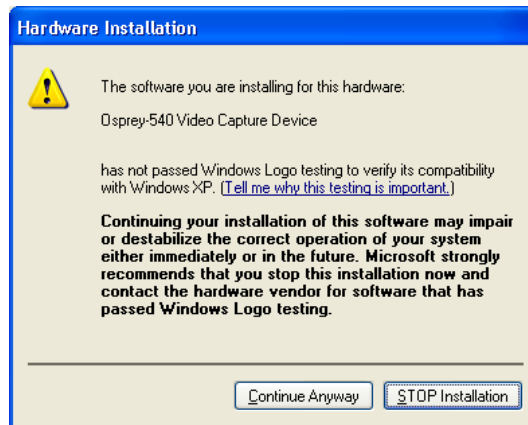 Hardware Installation
The software you are installing for this hardware:
Osprey-540 Video Capture Device
has not passed Windows Logo testing to verify its compatibility
with Windows XP. (Tell me why this testing is important.)
Continuing your installation of this software may impair
or destabilize the correct operation of your system
either immediately or in the future. Microsoft strongly
recommends that you stop this installation now and
contact the hardware vendor for software that has
passed Windows Logo testing.
Continue Anyway
STOP Installation